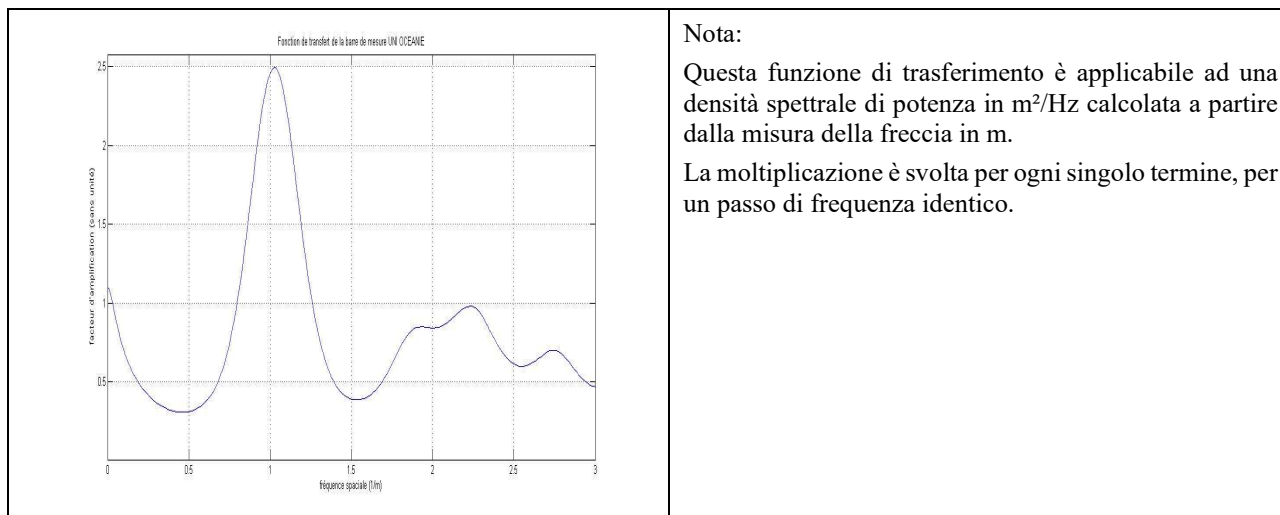 Fonction de transfert de la barre de mesure UNI OCEANIE
2.5
2
1.5
1
0.5
0
0.5
1
1.5
2
2.5
3
facteur d'amplification (sans unité)
fréquence spaciale (1/m)
Nota:
Questa funzione di trasferimento è applicabile ad una
densità spettrale di potenza in m²/Hz calcolata a partire
dalla misura della freccia in m.
La moltiplicazione è svolta per ogni singolo termine, per
un passo di frequenza identico.